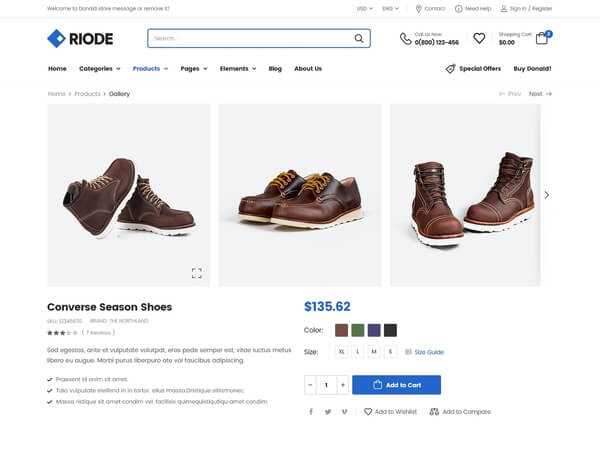 Welcome to Donald store message or remove it!
USD
ENG
Contact
Need Help
Sign in / Register
RIODE
Search...
Call Us Now:
0(800) 123-456
Shopping Cart:
$0.00
2
Home
Categories
Products
Pages
Elements
Blog
About Us
Special Offers
Buy Donald!
Home > Products > Gallery
Prev
Next
Converse Season Shoes
SKU: 12345670 BRAND: THE NORTHLAND
( 7 Reviews )
Sed egestas, ante et vulputate volutpat, eros pede semper est, vitae luctus metus
libero eu augue. Morbi purus liberpuro ate vol faucibus adipiscing.
Praesent id enim sit amet.
Tdio vulputate eleifend in in tortor. ellus massa.Dristique sitiismonec.
Massa ristique sit amet condim vel, facilisis quimequistiqutiqu amet condim.
$135.62
Color:
Size:
XL
L
M
S
Size Guide
−
1
+
Add to Cart
Add to Wishlist
Add to Compare